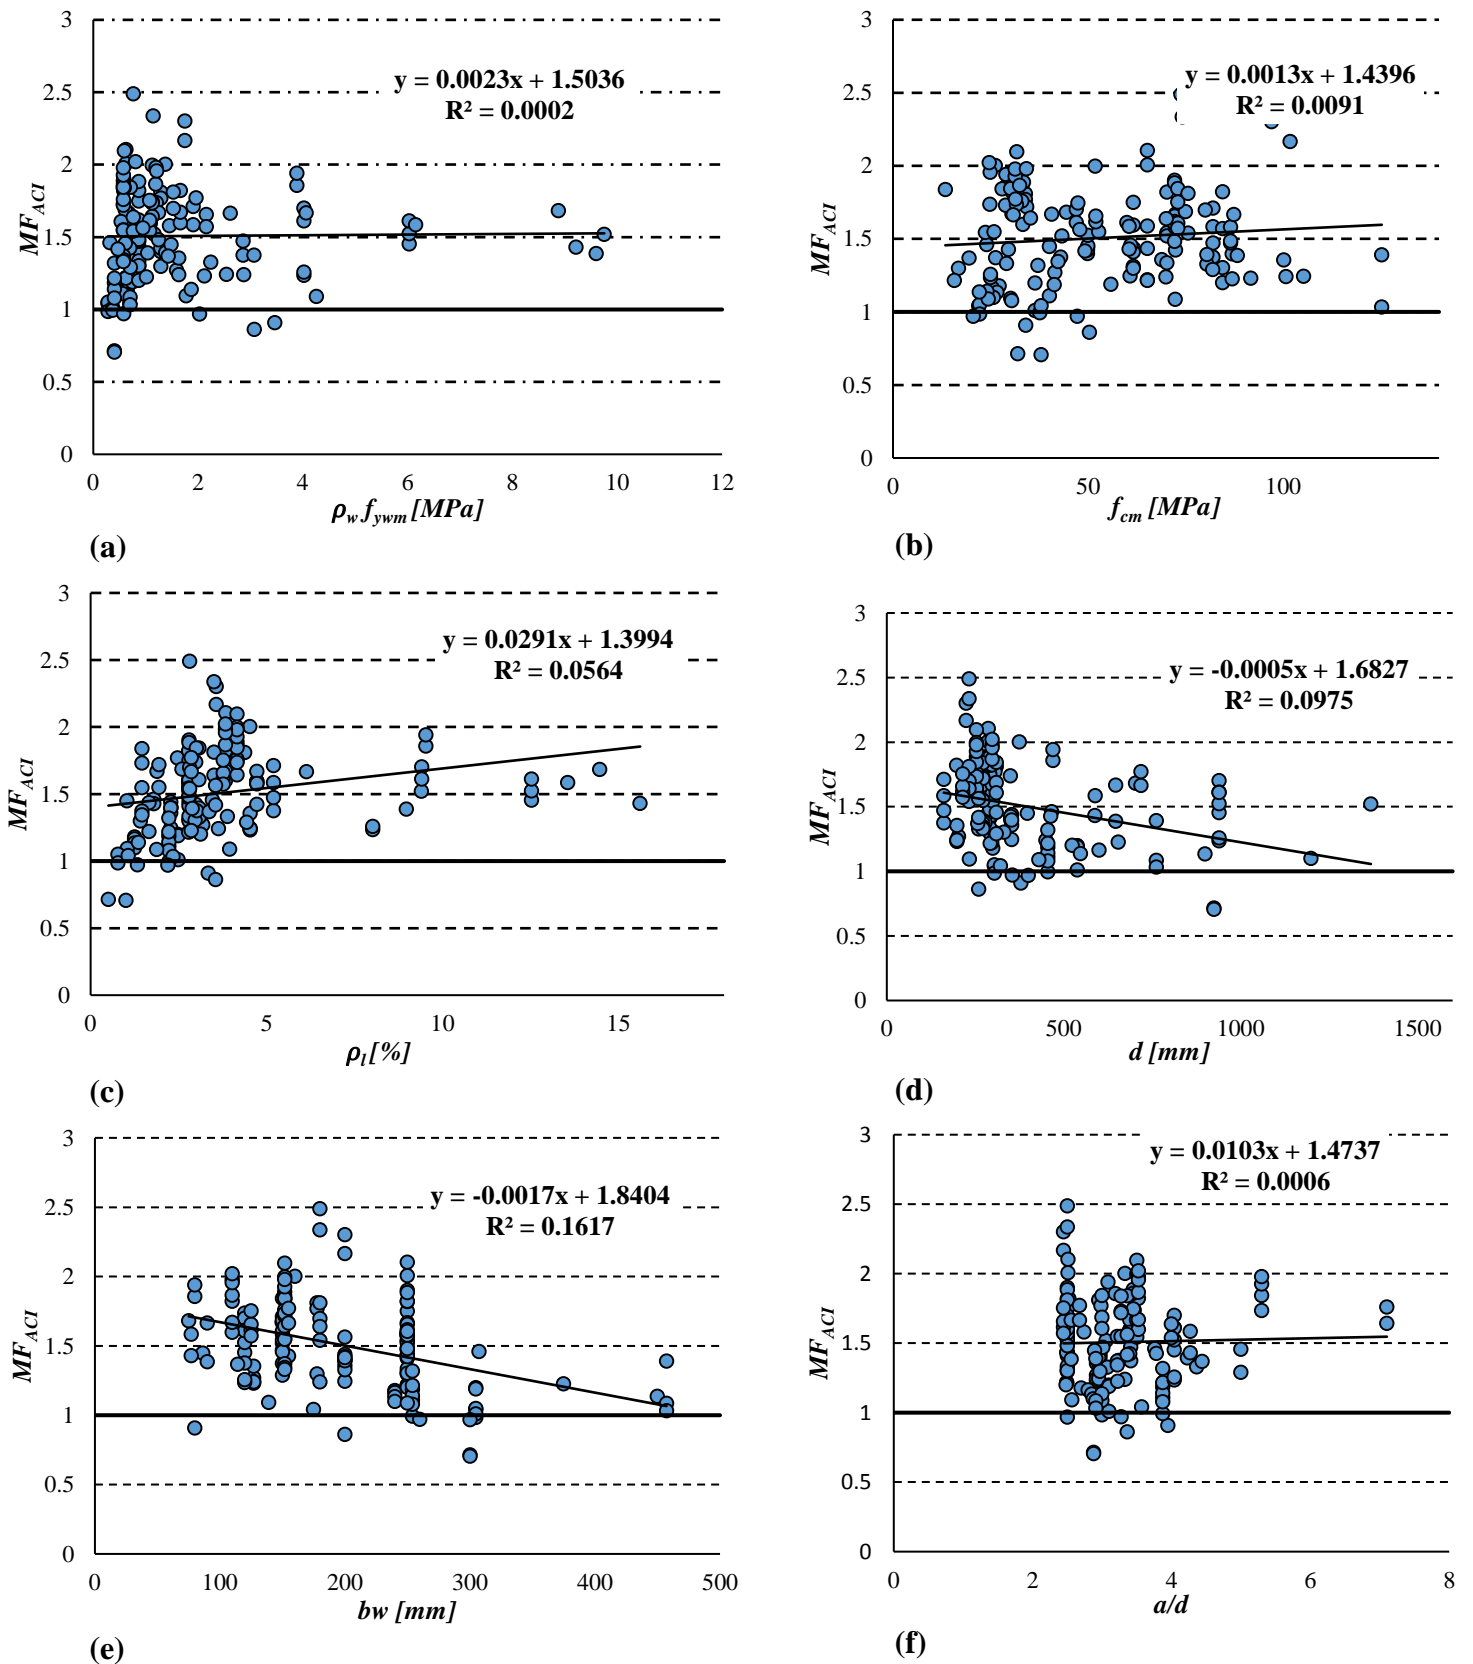 3
2.5
2
1.5
1
0.5
0
MF_ACI
y = 0.0023x + 1.5036
R² = 0.0002
0 2 4 6 8 10 12
ρ_w f_ywm [MPa]
(a)
3
2.5
2
1.5
1
0.5
0
MF_ACI
y = 0.0013x + 1.4396
R² = 0.0091
0 50 100
f_cm [MPa]
(b)
3
2.5
2
1.5
1
0.5
0
MF_ACI
y = 0.0291x + 1.3994
R² = 0.0564
0 5 10 15
ρ_l [%]
(c)
3
2.5
2
1.5
1
0.5
0
MF_ACI
y = -0.0005x + 1.6827
R² = 0.0975
0 500 1000 1500
d [mm]
(d)
3
2.5
2
1.5
1
0.5
0
MF_ACI
y = -0.0017x + 1.8404
R² = 0.1617
0 100 200 300 400 500
bw [mm]
(e)
3
2.5
2
1.5
1
0.5
0
MF_ACI
y = 0.0103x + 1.4737
R² = 0.0006
0 2 4 6 8
a/d
(f)